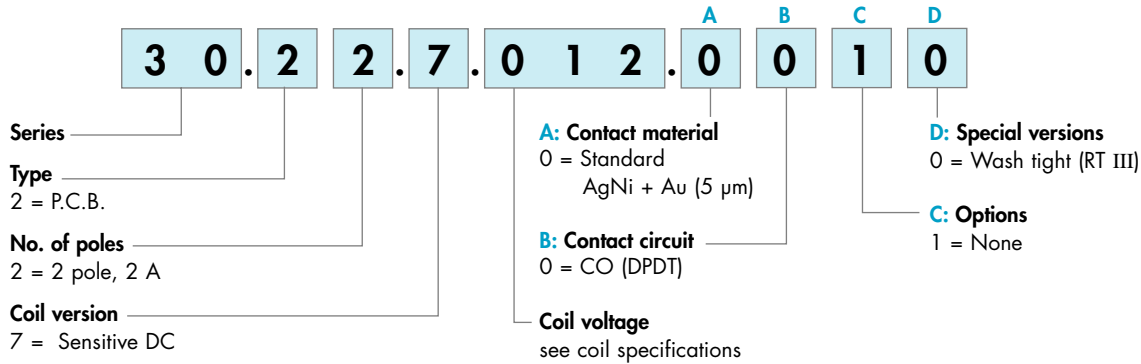 A B C D
3 0 . 2 2 . 7 . 0 1 2 . 0 0 1 0
Series
Type
2 = P.C.B.
No. of poles
2 = 2 pole, 2 A
Coil version
7 = Sensitive DC
A: Contact material
0 = Standard
AgNi + Au (5 µm)
B: Contact circuit
0 = CO (DPDT)
Coil voltage
see coil specifications
D: Special versions
0 = Wash tight (RT III)
C: Options
1 = None